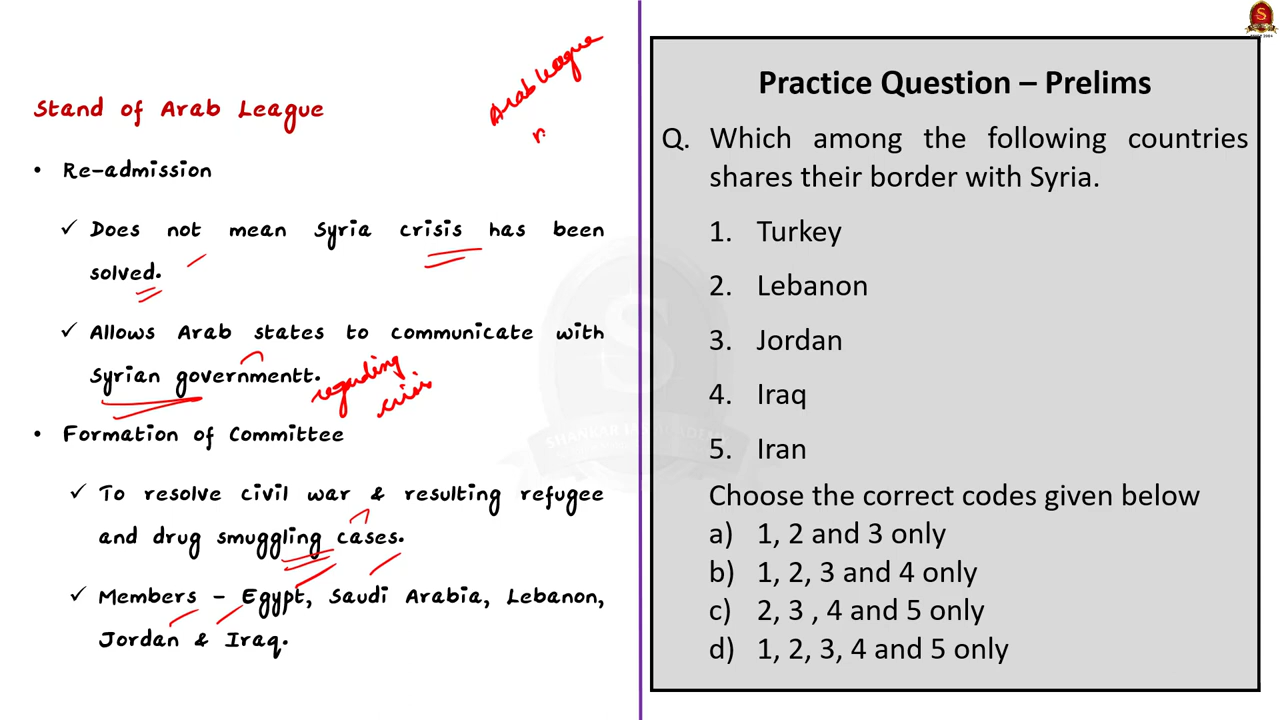 Stand of Arab League
Arab League
r
• Re-admission
✓ Does not mean Syria crisis has been
solved.
✓ Allows Arab states to communicate with
Syrian governmentt.
regarding
crisis
• Formation of Committee
✓ To resolve civil war & resulting refugee
and drug smuggling cases.
✓ Members – Egypt, Saudi Arabia, Lebanon,
Jordan & Iraq.
Practice Question – Prelims
Q. Which among the following countries
shares their border with Syria.
1. Turkey
2. Lebanon
3. Jordan
4. Iraq
5. Iran
Choose the correct codes given below
a) 1, 2 and 3 only
b) 1, 2, 3 and 4 only
c) 2, 3 , 4 and 5 only
d) 1, 2, 3, 4 and 5 only